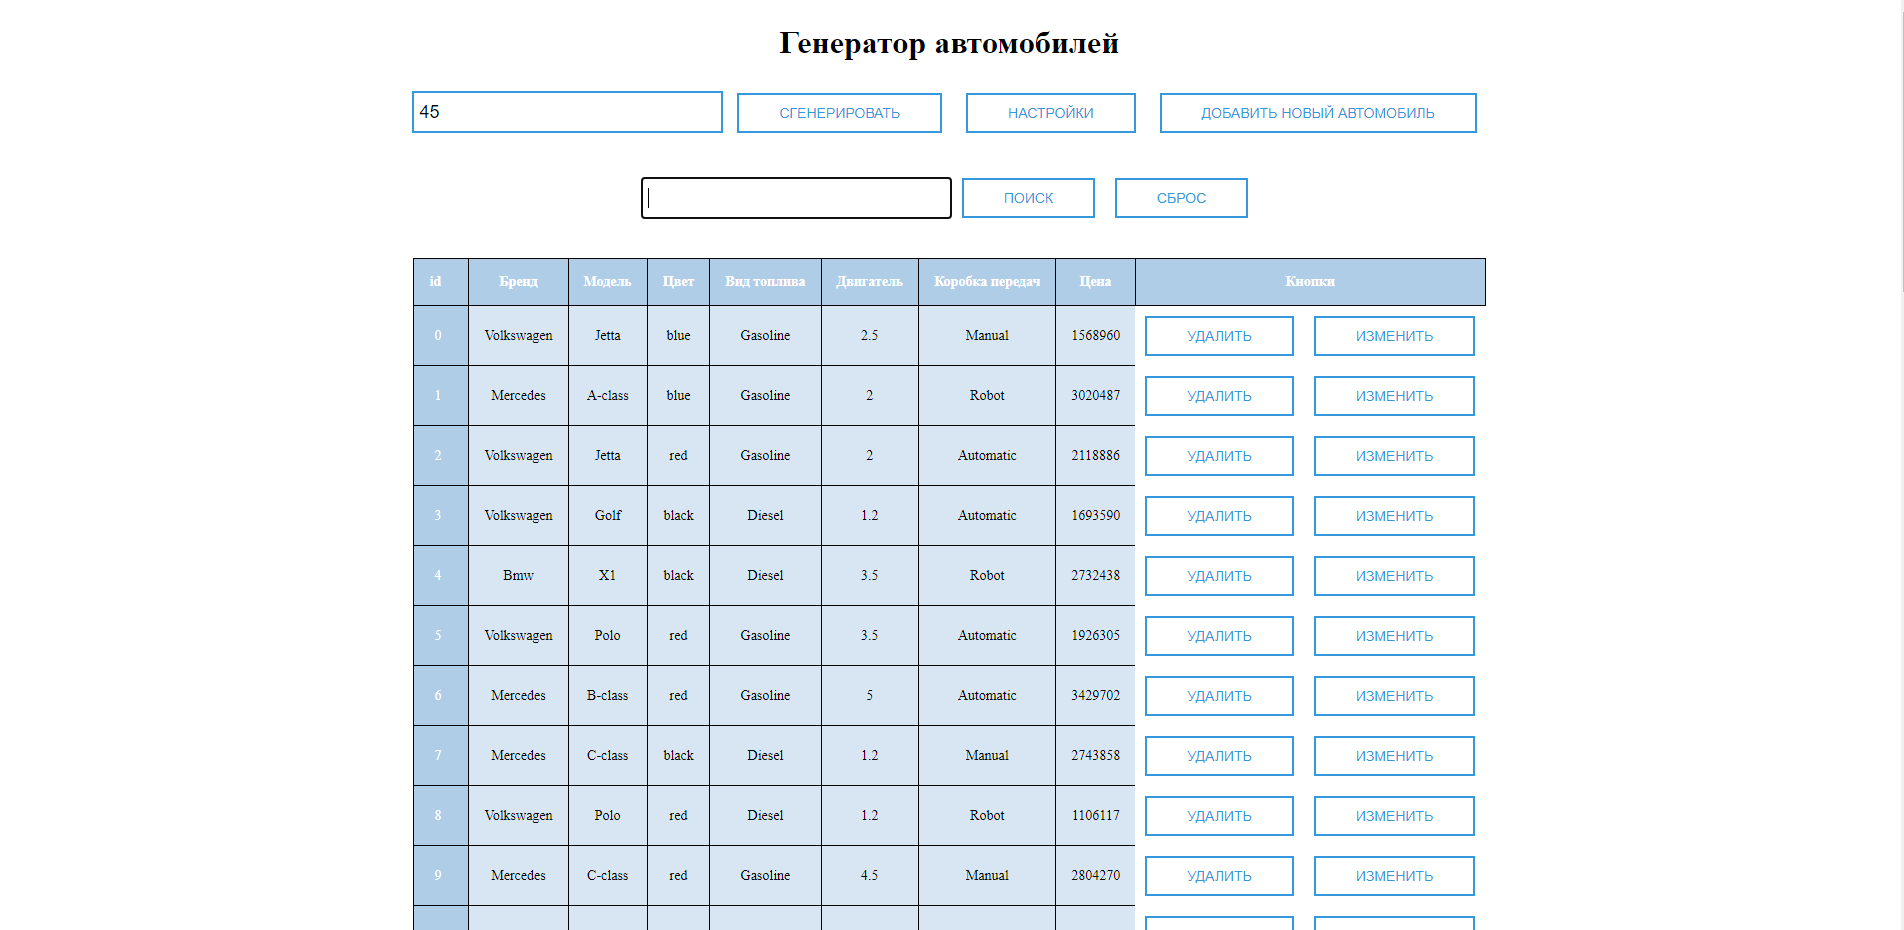 Генератор автомобилей
45 СГЕНЕРИРОВАТЬ НАСТРОЙКИ ДОБАВИТЬ НОВЫЙ АВТОМОБИЛЬ
ПОИСК СБРОС
id Бренд Модель Цвет Вид топлива Двигатель Коробка передач Цена Кнопки
0 Volkswagen Jetta blue Gasoline 2.5 Manual 1568960 УДАЛИТЬ ИЗМЕНИТЬ
1 Mercedes A-class blue Gasoline 2 Robot 3020487 УДАЛИТЬ ИЗМЕНИТЬ
2 Volkswagen Jetta red Gasoline 2 Automatic 2118886 УДАЛИТЬ ИЗМЕНИТЬ
3 Volkswagen Golf black Diesel 1.2 Automatic 1693590 УДАЛИТЬ ИЗМЕНИТЬ
4 Bmw X1 black Diesel 3.5 Robot 2732438 УДАЛИТЬ ИЗМЕНИТЬ
5 Volkswagen Polo red Gasoline 3.5 Automatic 1926305 УДАЛИТЬ ИЗМЕНИТЬ
6 Mercedes B-class red Gasoline 5 Automatic 3429702 УДАЛИТЬ ИЗМЕНИТЬ
7 Mercedes C-class black Diesel 1.2 Manual 2743858 УДАЛИТЬ ИЗМЕНИТЬ
8 Volkswagen Polo red Diesel 1.2 Robot 1106117 УДАЛИТЬ ИЗМЕНИТЬ
9 Mercedes C-class red Gasoline 4.5 Manual 2804270 УДАЛИТЬ ИЗМЕНИТЬ